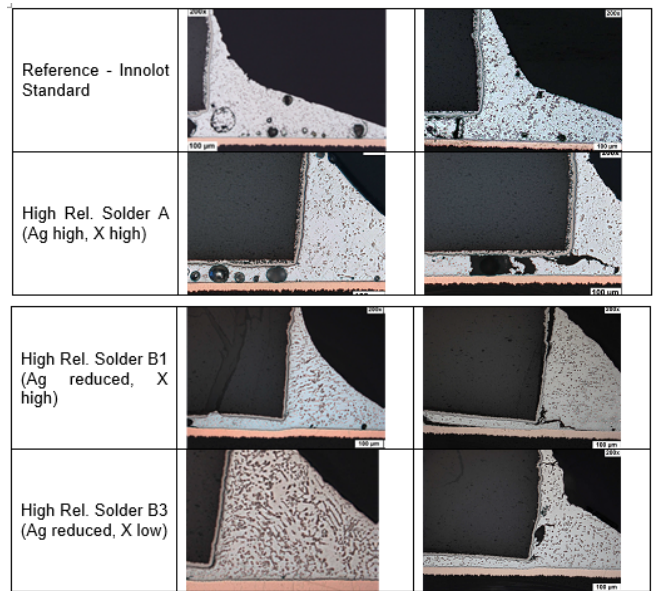 200x
200x
Reference - Innolot
Standard
100 µm
100 µm
200x
High Rel. Solder A
(Ag high, X high)
100 µm
200x
200x
High Rel. Solder B1
(Ag reduced, X
high)
100 µm
100 µm
200x
High Rel. Solder B3
(Ag reduced, X low)
100 µm